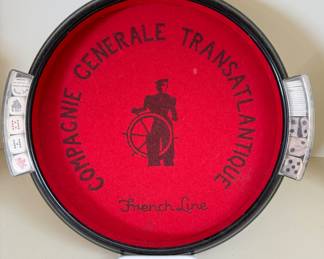 COMPAGNIE GENERALE TRANSATLANTIQUE
French Line